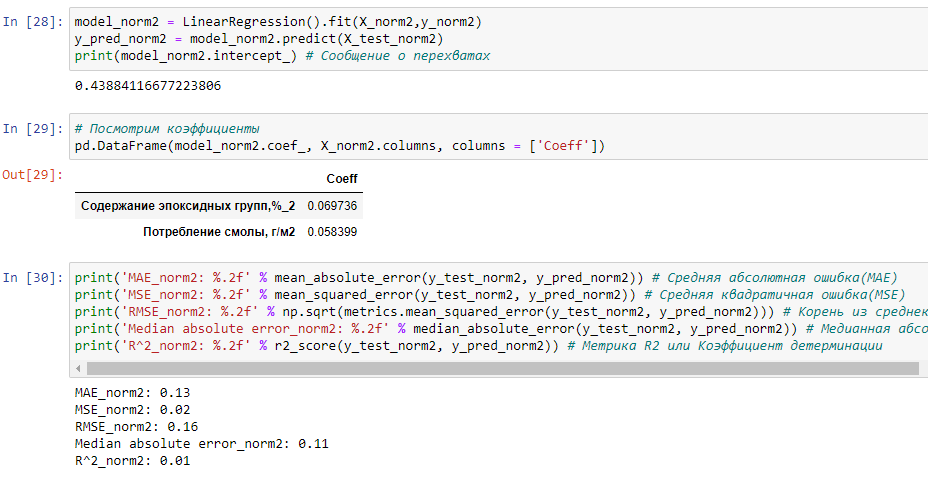 In [28]: model_norm2 = LinearRegression().fit(X_norm2,y_norm2)
y_pred_norm2 = model_norm2.predict(X_test_norm2)
print(model_norm2.intercept_) # Сообщение о перехватах
0.43884116677223806
In [29]: # Посмотрим коэффициенты
pd.DataFrame(model_norm2.coef_, X_norm2.columns, columns = ['Coeff'])
Out[29]:
Coeff
Содержание эпоксидных групп,%_2 0.069736
Потребление смолы, г/м2 0.058399
In [30]: print('MAE_norm2: %.2f' % mean_absolute_error(y_test_norm2, y_pred_norm2)) # Средняя абсолютная ошибка(MAE)
print('MSE_norm2: %.2f' % mean_squared_error(y_test_norm2, y_pred_norm2)) # Средняя квадратичная ошибка(MSE)
print('RMSE_norm2: %.2f' % np.sqrt(metrics.mean_squared_error(y_test_norm2, y_pred_norm2))) # Корень из среднек
print('Median absolute error_norm2: %.2f' % median_absolute_error(y_test_norm2, y_pred_norm2)) # Медианная абсо
print('R^2_norm2: %.2f' % r2_score(y_test_norm2, y_pred_norm2)) # Метрика R2 или Коэффициент детерминации
MAE_norm2: 0.13
MSE_norm2: 0.02
RMSE_norm2: 0.16
Median absolute error_norm2: 0.11
R^2_norm2: 0.01